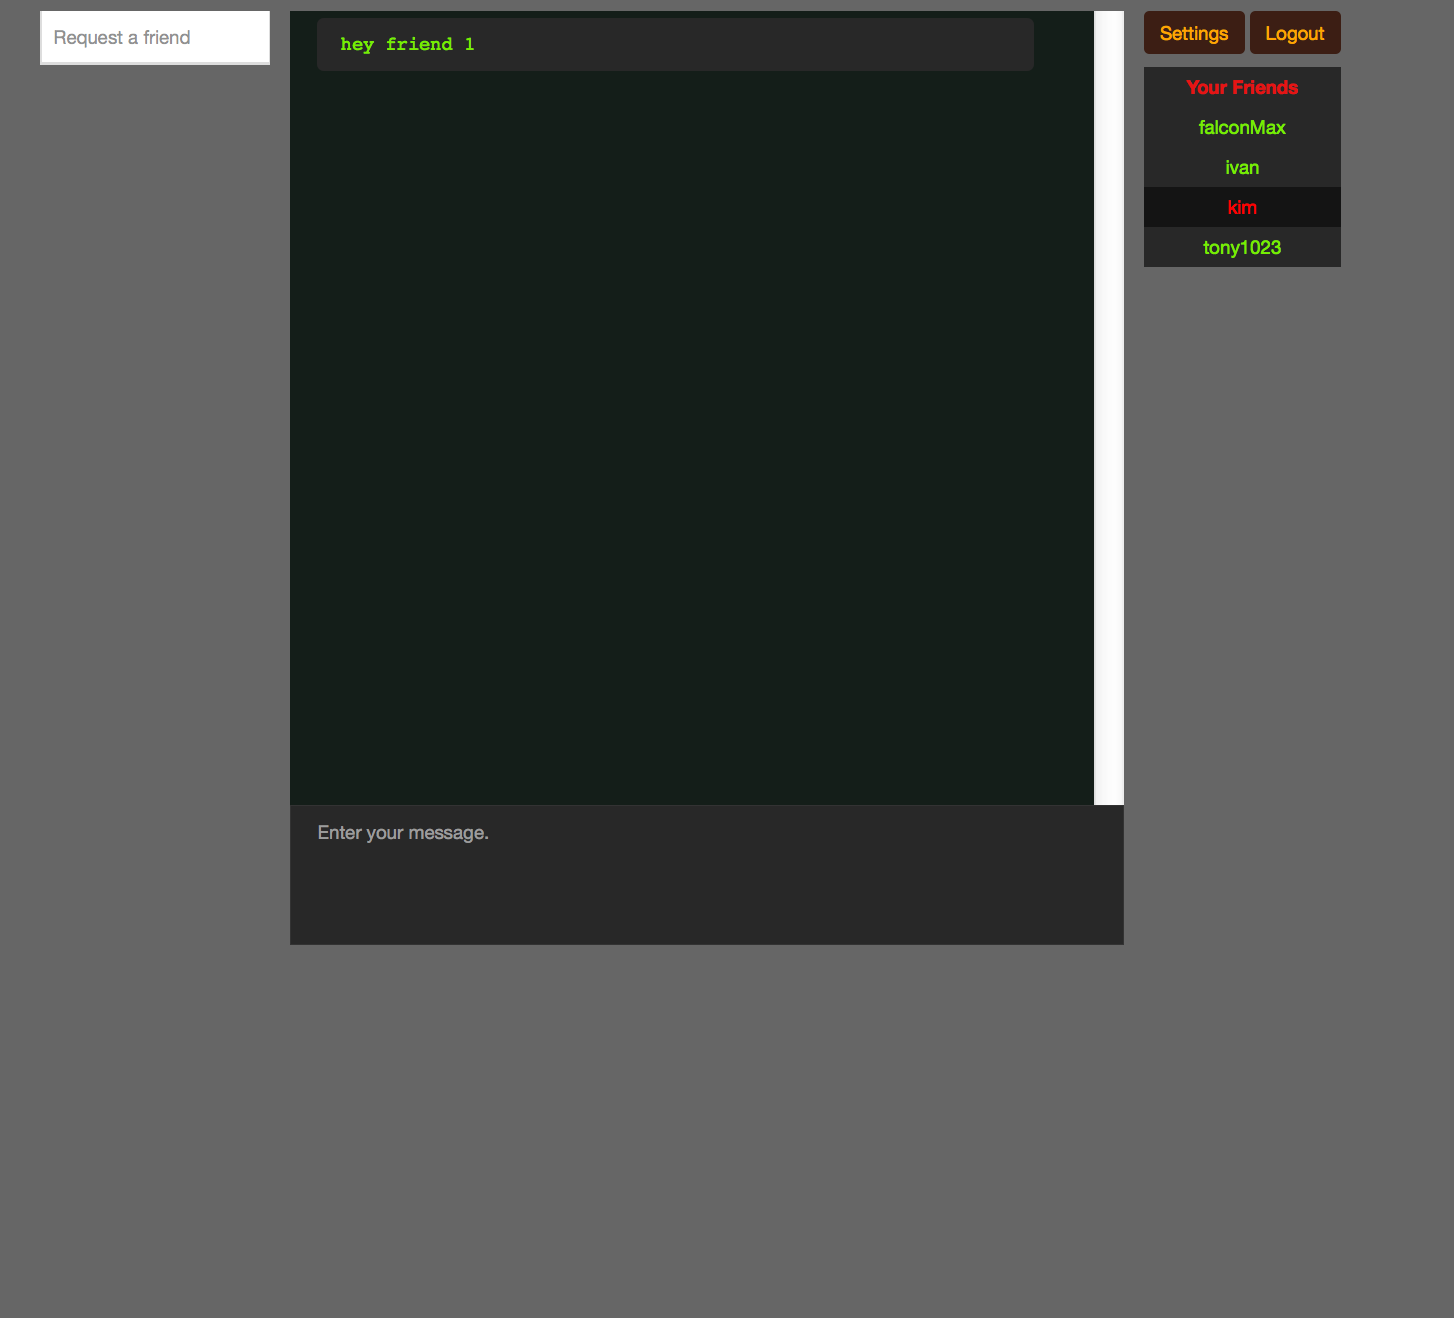 Request a friend
hey friend 1
Enter your message.
Settings Logout
Your Friends
falconMax
ivan
kim
tony1023